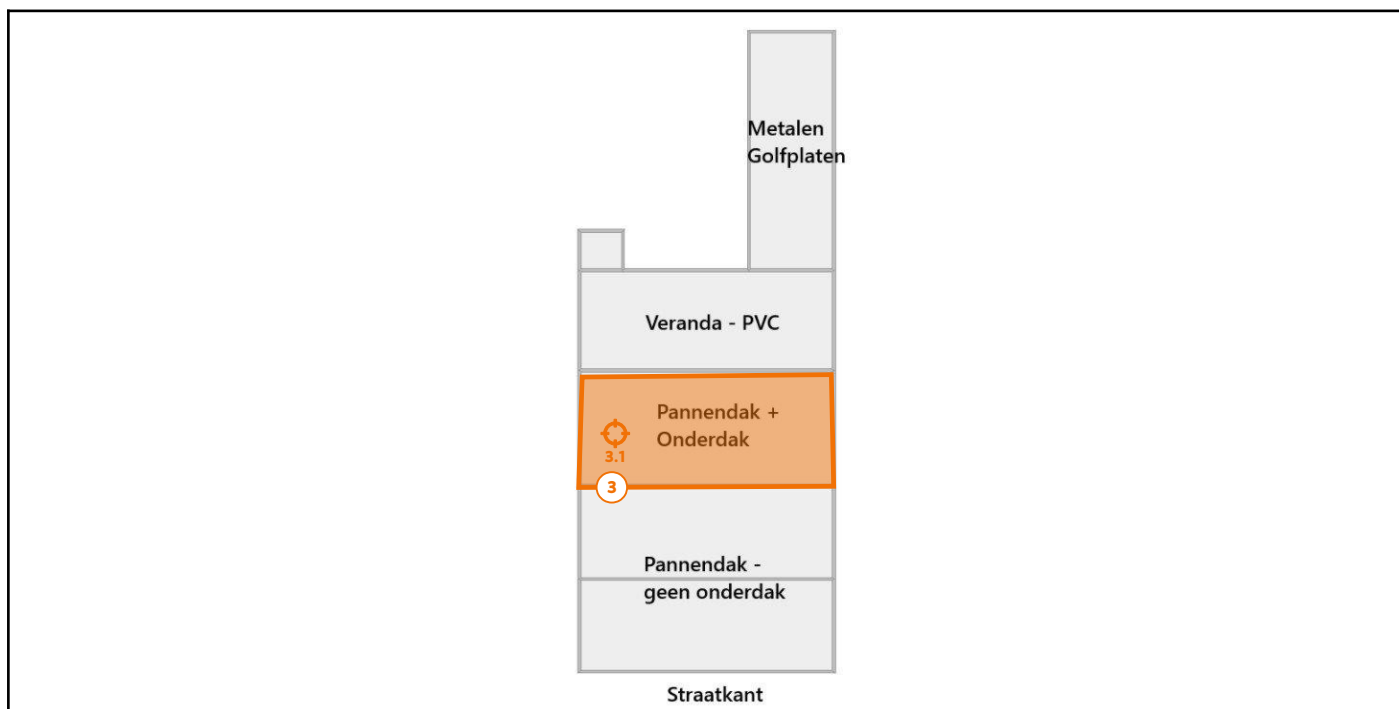 Metalen
Golfplaten
Veranda - PVC
Pannendak +
Onderdak
3.1
3
Pannendak -
geen onderdak
Straatkant